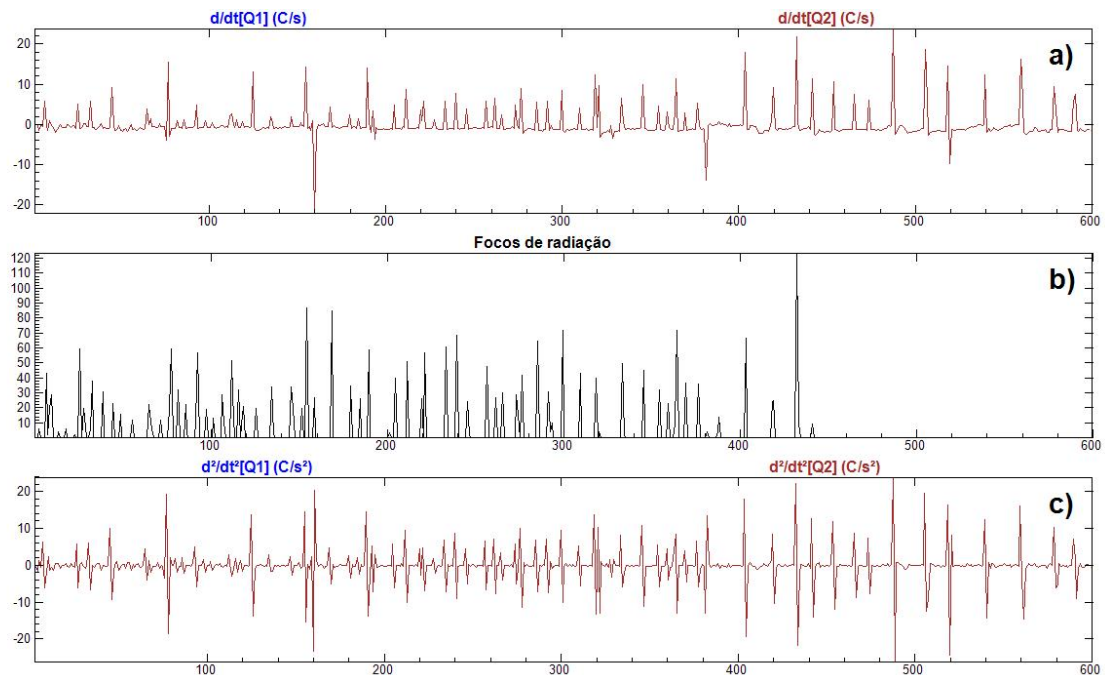 d/dt[Q1] (C/s) d/dt[Q2] (C/s)
a)
20
10
0
-10
-20
100 200 300 400 500 600
Focos de radiação
b)
120
110
100
90
80
70
60
50
40
30
20
10
100 200 300 400 500 600
d²/dt²[Q1] (C/s²) d²/dt²[Q2] (C/s²)
c)
20
10
0
-10
-20
100 200 300 400 500 600